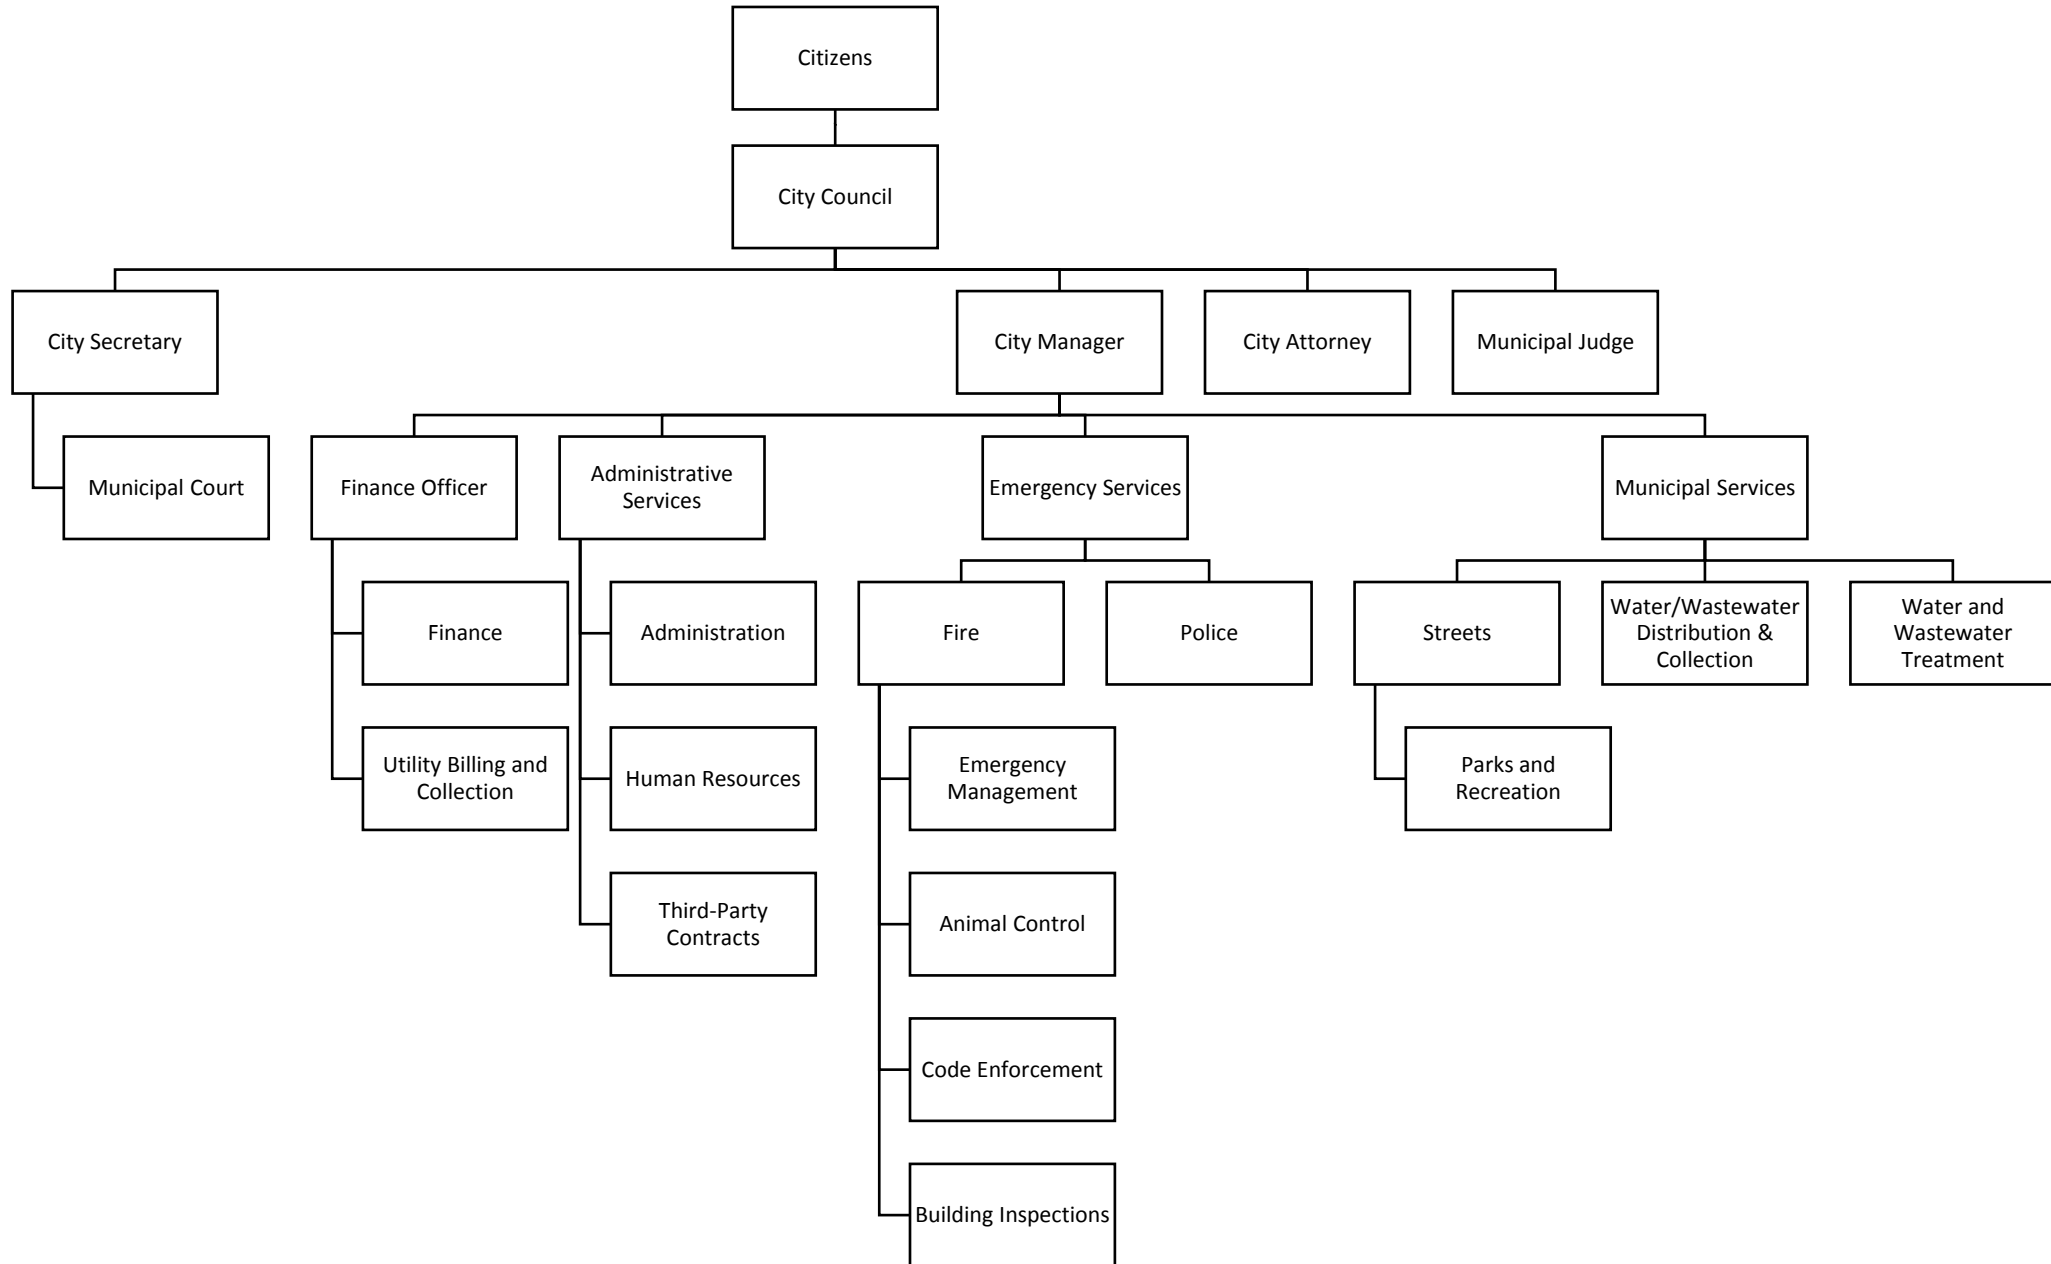 Citizens
City Council
City Secretary
City Manager
City Attorney
Municipal Judge
Municipal Court
Finance Officer
Administrative
Services
Emergency Services
Municipal Services
Finance
Administration
Fire
Police
Streets
Water/Wastewater
Distribution &
Collection
Water and
Wastewater
Treatment
Utility Billing and
Collection
Human Resources
Emergency
Management
Parks and
Recreation
Third-Party
Contracts
Animal Control
Code Enforcement
Building Inspections